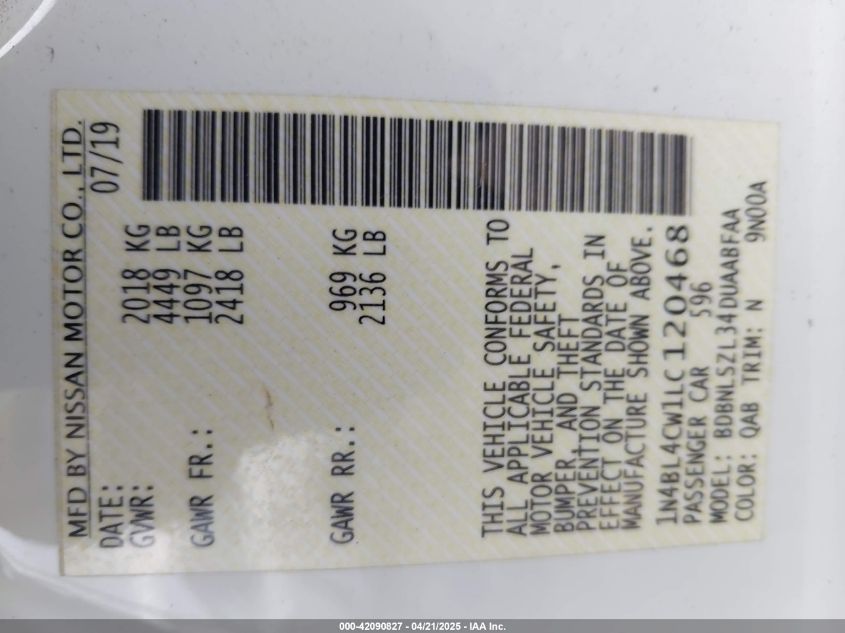 MFD BY NISSAN MOTOR CO., LTD.
DATE: 07/19
GVWR: 2018 KG
4449 LB
GAWR FR.: 1097 KG
2418 LB
GAWR RR.: 969 KG
2136 LB
THIS VEHICLE CONFORMS TO
ALL APPLICABLE FEDERAL
MOTOR VEHICLE SAFETY,
BUMPER, AND THEFT
PREVENTION STANDARDS IN
EFFECT ON THE DATE OF
MANUFACTURE SHOWN ABOVE.
1N4BL4CW1LC120468
PASSENGER CAR 596
MODEL: BDBNLSZL34DUAABFAA
COLOR: QAB TRIM: N 9N00A
000-42090827 - 04/21/2025 - IAA Inc.